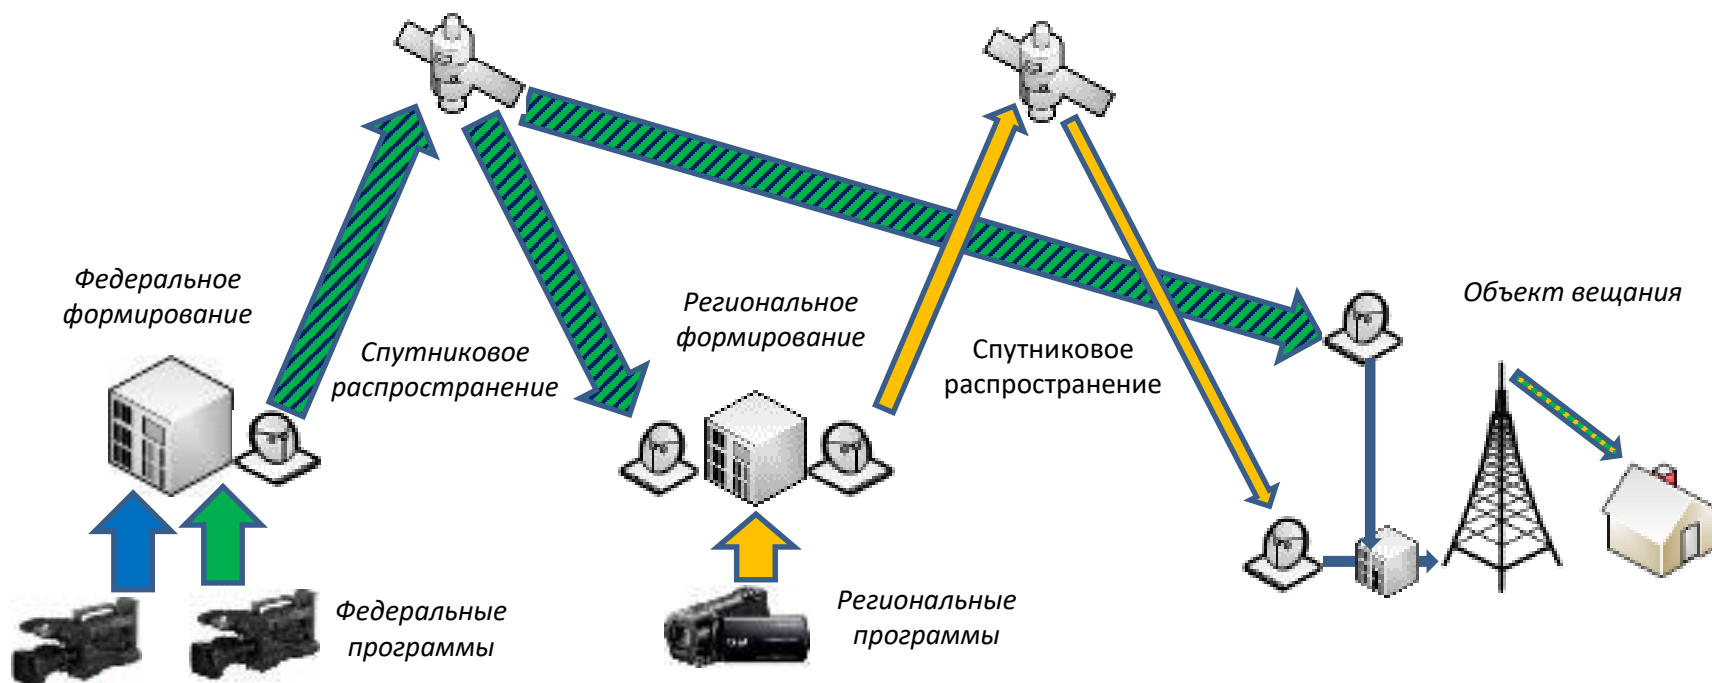 Федеральное
формирование
Спутниковое
распространение
Региональное
формирование
Спутниковое
распространение
Объект вещания
Федеральные
программы
Региональные
программы